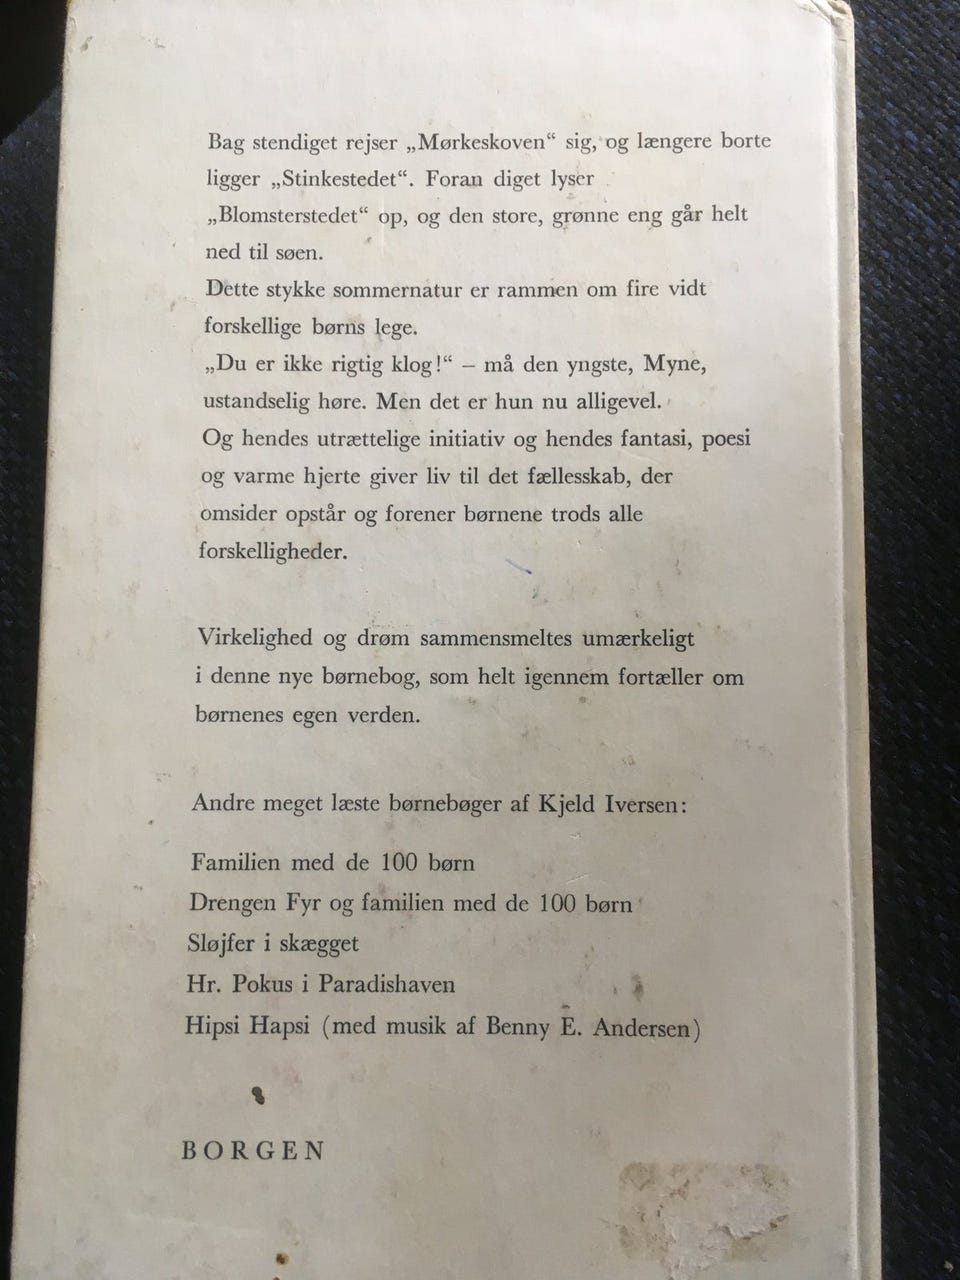 Bag stendiget rejser „Mørkeskoven“ sig, og længere borte
ligger „Stinkestedet“. Foran diget lyser
„Blomsterstedet“ op, og den store, grønne eng går helt
ned til søen.
Dette stykke sommernatur er rammen om fire vidt
forskellige børns lege.
„Du er ikke rigtig klog!“ – må den yngste, Myne,
ustandselig høre. Men det er hun nu alligevel.
Og hendes utrættelige initiativ og hendes fantasi, poesi
og varme hjerte giver liv til det fællesskab, der
omsider opstår og forener børnene trods alle
forskelligheder.
Virkelighed og drøm sammensmeltes umærkeligt
i denne nye børnebog, som helt igennem fortæller om
børnenes egen verden.
Andre meget læste børnebøger af Kjeld Iversen:
Familien med de 100 børn
Drengen Fyr og familien med de 100 børn
Sløjfer i skægget
Hr. Pokus i Paradishaven
Hipsi Hapsi (med musik af Benny E. Andersen)
BORGEN